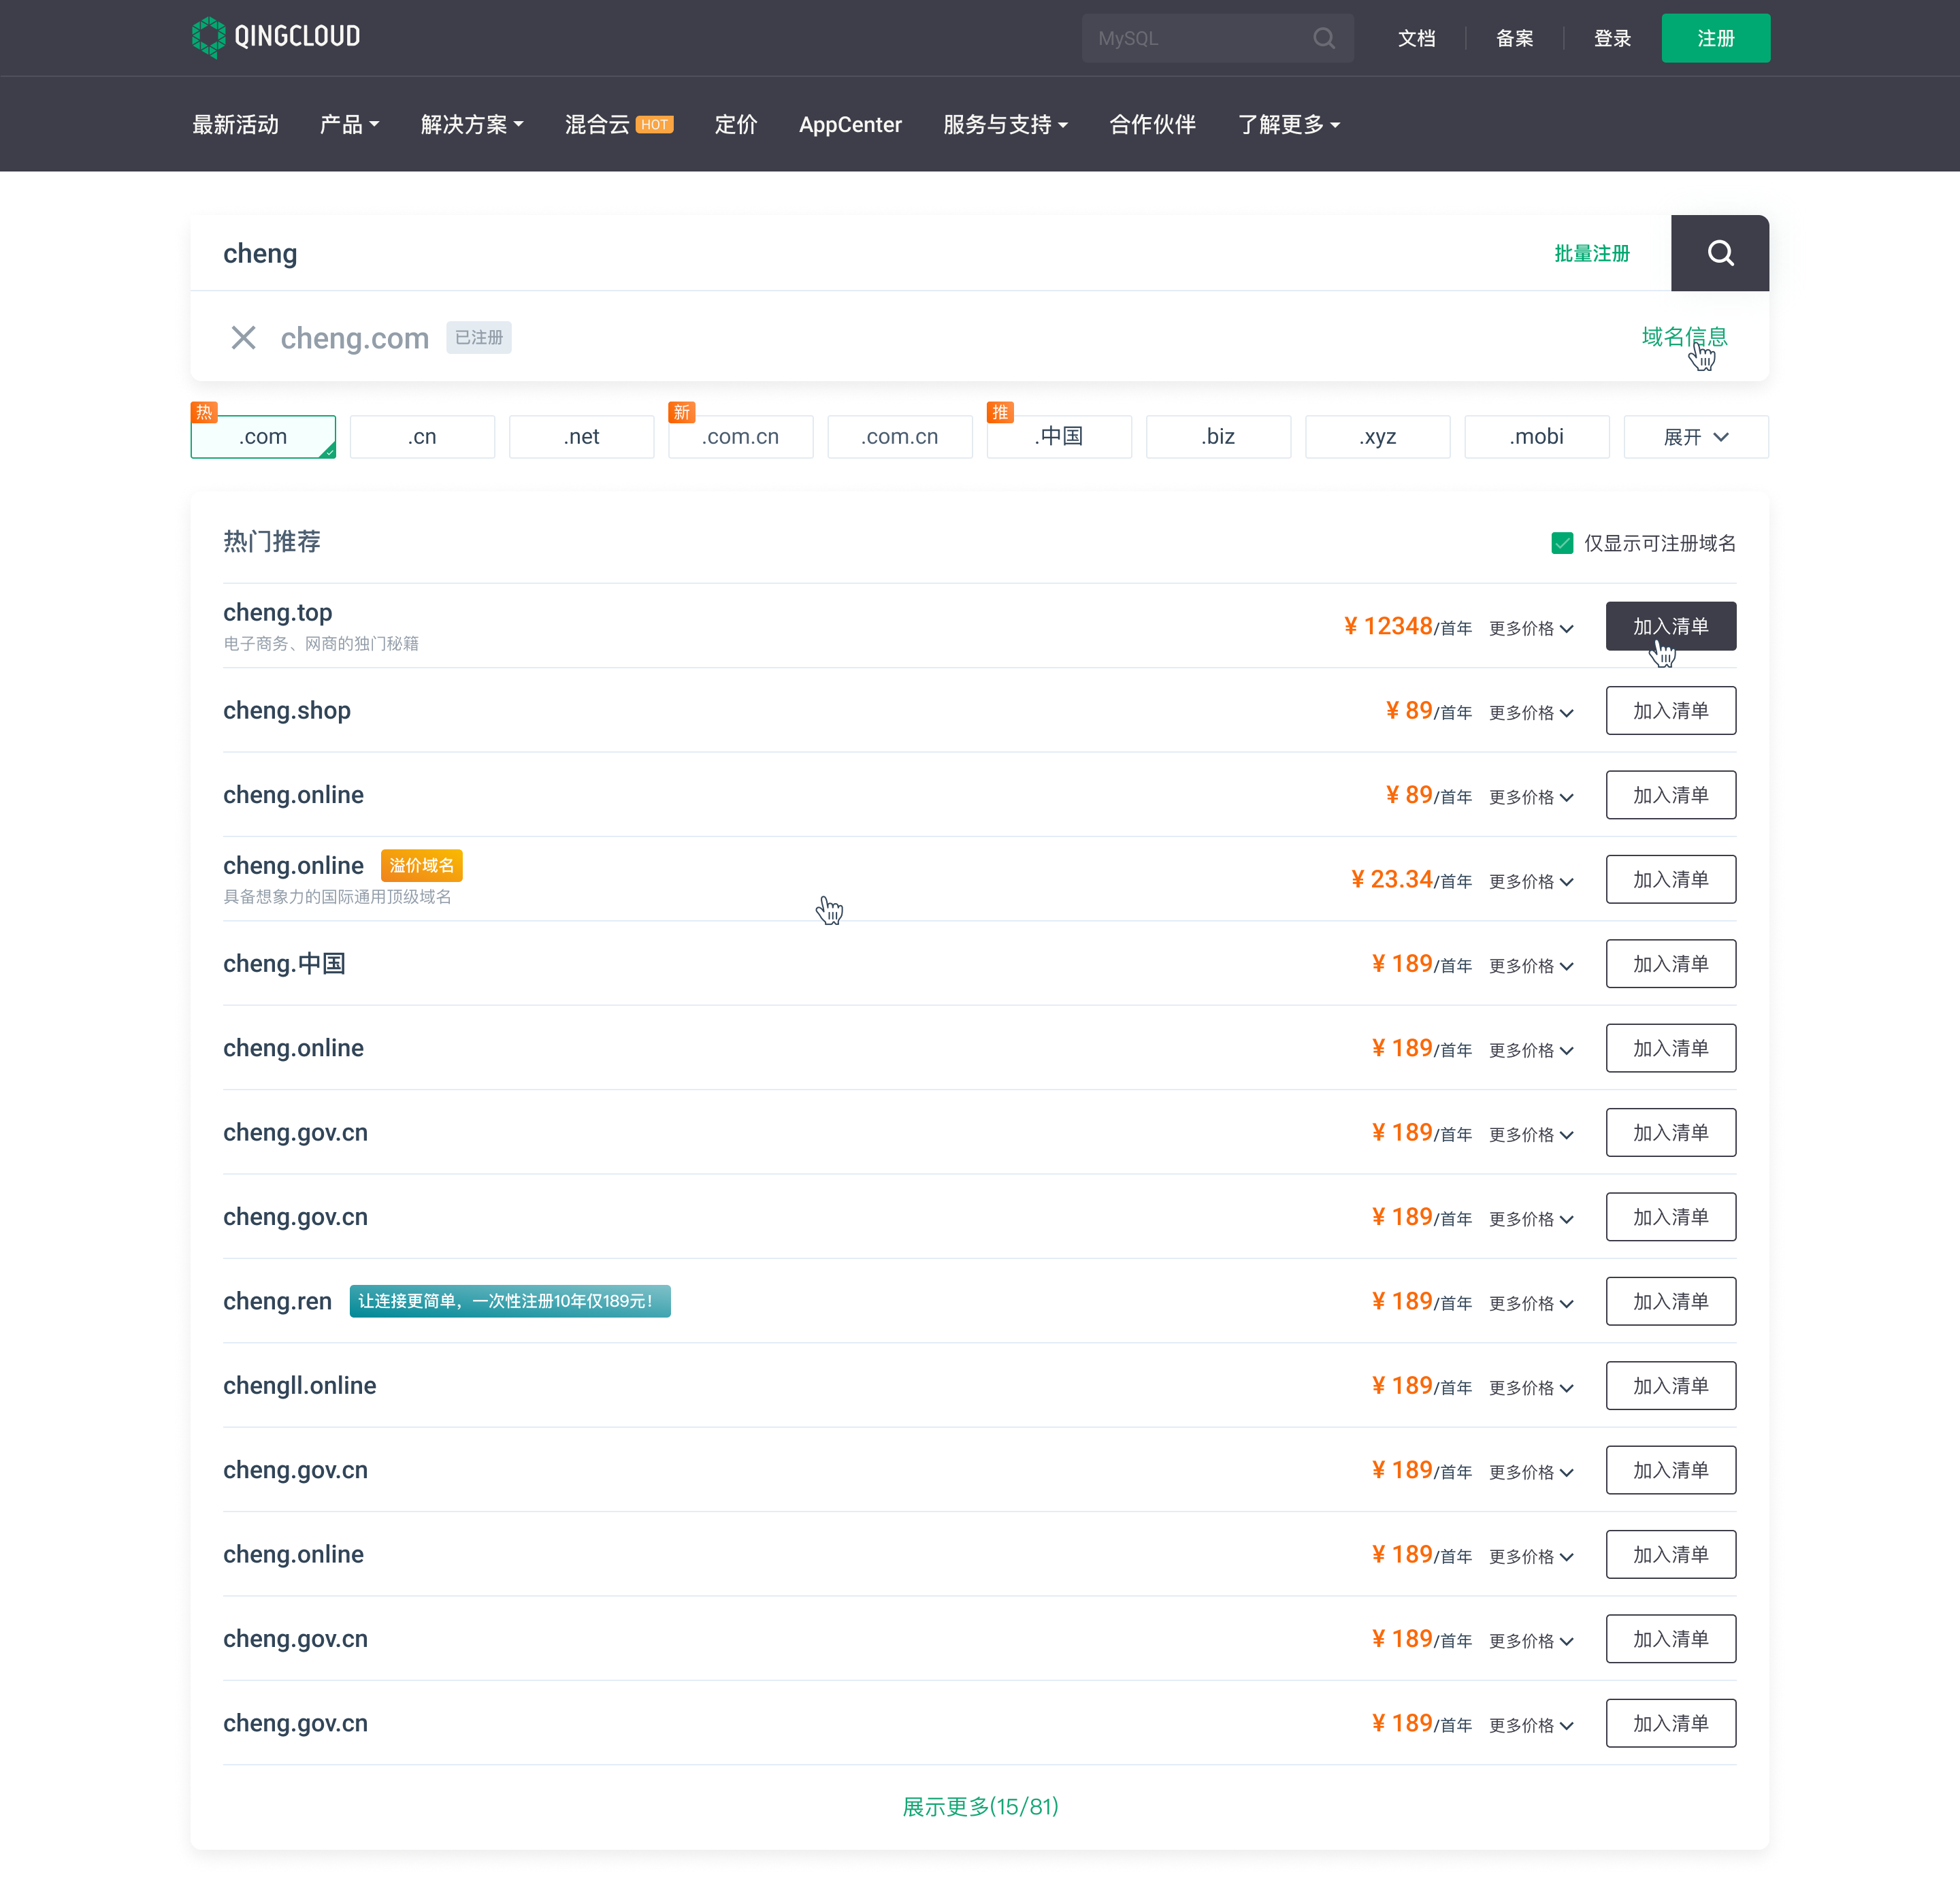 QINGCLOUD
MySQL
文档
备案
登录
注册
最新活动
产品
解决方案
混合云 HOT
定价
AppCenter
服务与支持
合作伙伴
了解更多
cheng
批量注册
cheng.com 已注册
域名信息
热
新
推
.com
.cn
.net
.com.cn
.com.cn
.中国
.biz
.xyz
.mobi
展开
热门推荐
仅显示可注册域名
cheng.top
电子商务、网商的独门秘籍
¥ 12348/首年 更多价格 加入清单
cheng.shop ¥ 89/首年 更多价格 加入清单
cheng.online ¥ 89/首年 更多价格 加入清单
cheng.online 溢价域名
具备想象力的国际通用顶级域名
¥ 23.34/首年 更多价格 加入清单
cheng.中国 ¥ 189/首年 更多价格 加入清单
cheng.online ¥ 189/首年 更多价格 加入清单
cheng.gov.cn ¥ 189/首年 更多价格 加入清单
cheng.gov.cn ¥ 189/首年 更多价格 加入清单
cheng.ren 让连接更简单，一次性注册10年仅189元！ ¥ 189/首年 更多价格 加入清单
chengll.online ¥ 189/首年 更多价格 加入清单
cheng.gov.cn ¥ 189/首年 更多价格 加入清单
cheng.online ¥ 189/首年 更多价格 加入清单
cheng.gov.cn ¥ 189/首年 更多价格 加入清单
cheng.gov.cn ¥ 189/首年 更多价格 加入清单
展示更多(15/81)